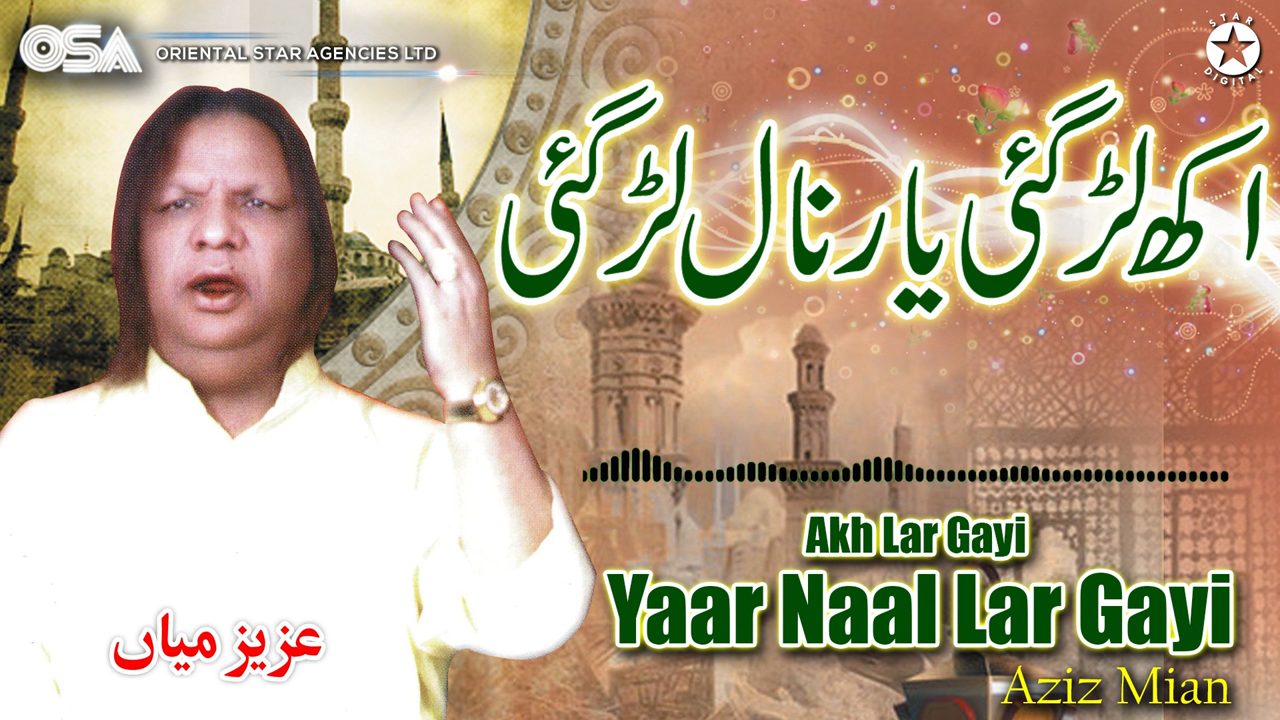 OSA ORIENTAL STAR AGENCIES LTD
STAR DIGITAL
اکھ لڑ گئی یار نال لڑ گئی
Akh Lar Gayi
Yaar Naal Lar Gayi
Aziz Mian
عزیز میاں